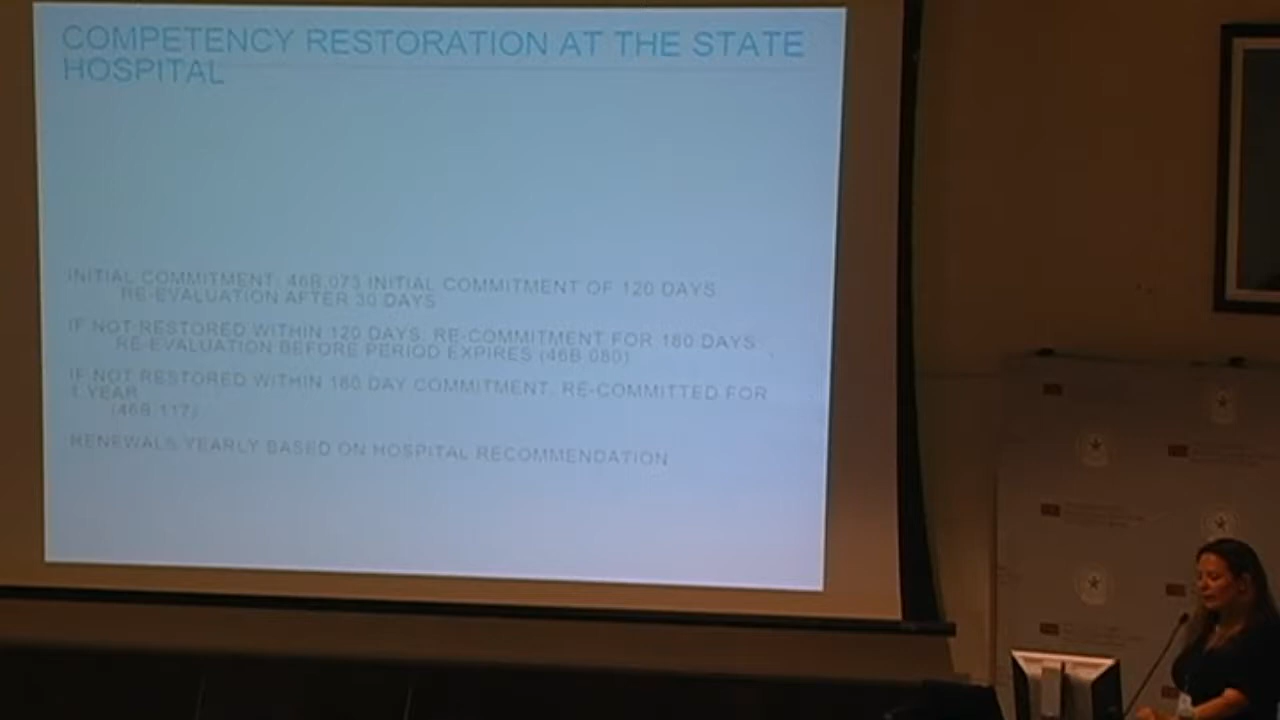 COMPETENCY RESTORATION AT THE STATE
HOSPITAL
INITIAL COMMITMENT: 46B.073 INITIAL COMMITMENT OF 120 DAYS
RE-EVALUATION AFTER 30 DAYS
IF NOT RESTORED WITHIN 120 DAYS, RE-COMMITMENT FOR 180 DAYS
RE-EVALUATION BEFORE PERIOD EXPIRES (46B.080)
IF NOT RESTORED WITHIN 180 DAY COMMITMENT, RE-COMMITTED FOR
1 YEAR
(46B.117)
RENEWALS YEARLY BASED ON HOSPITAL RECOMMENDATION